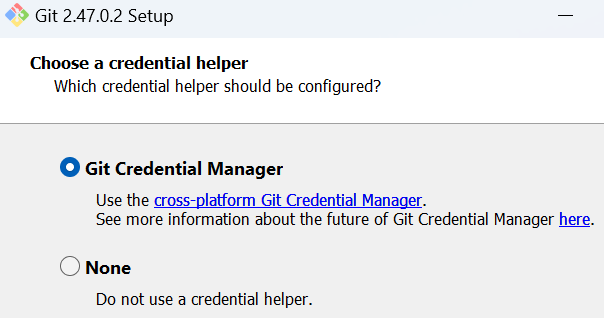 Git 2.47.0.2 Setup
Choose a credential helper
Which credential helper should be configured?
Git Credential Manager
Use the cross-platform Git Credential Manager.
See more information about the future of Git Credential Manager here.
None
Do not use a credential helper.